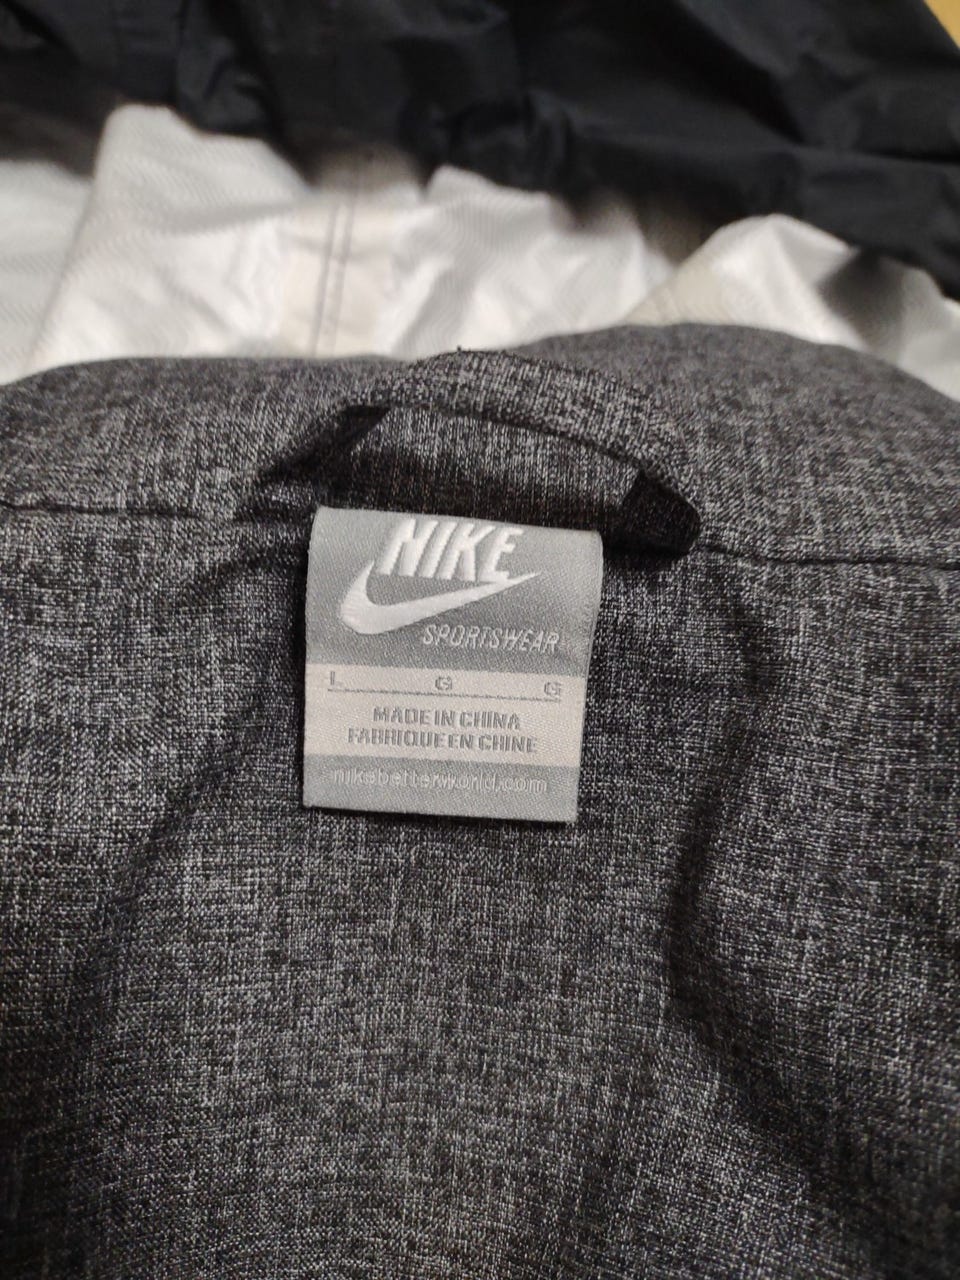 NIKE
SPORTSWEAR
L G G
MADE IN CHINA
FABRIQUE EN CHINE
nikebetterworld.com